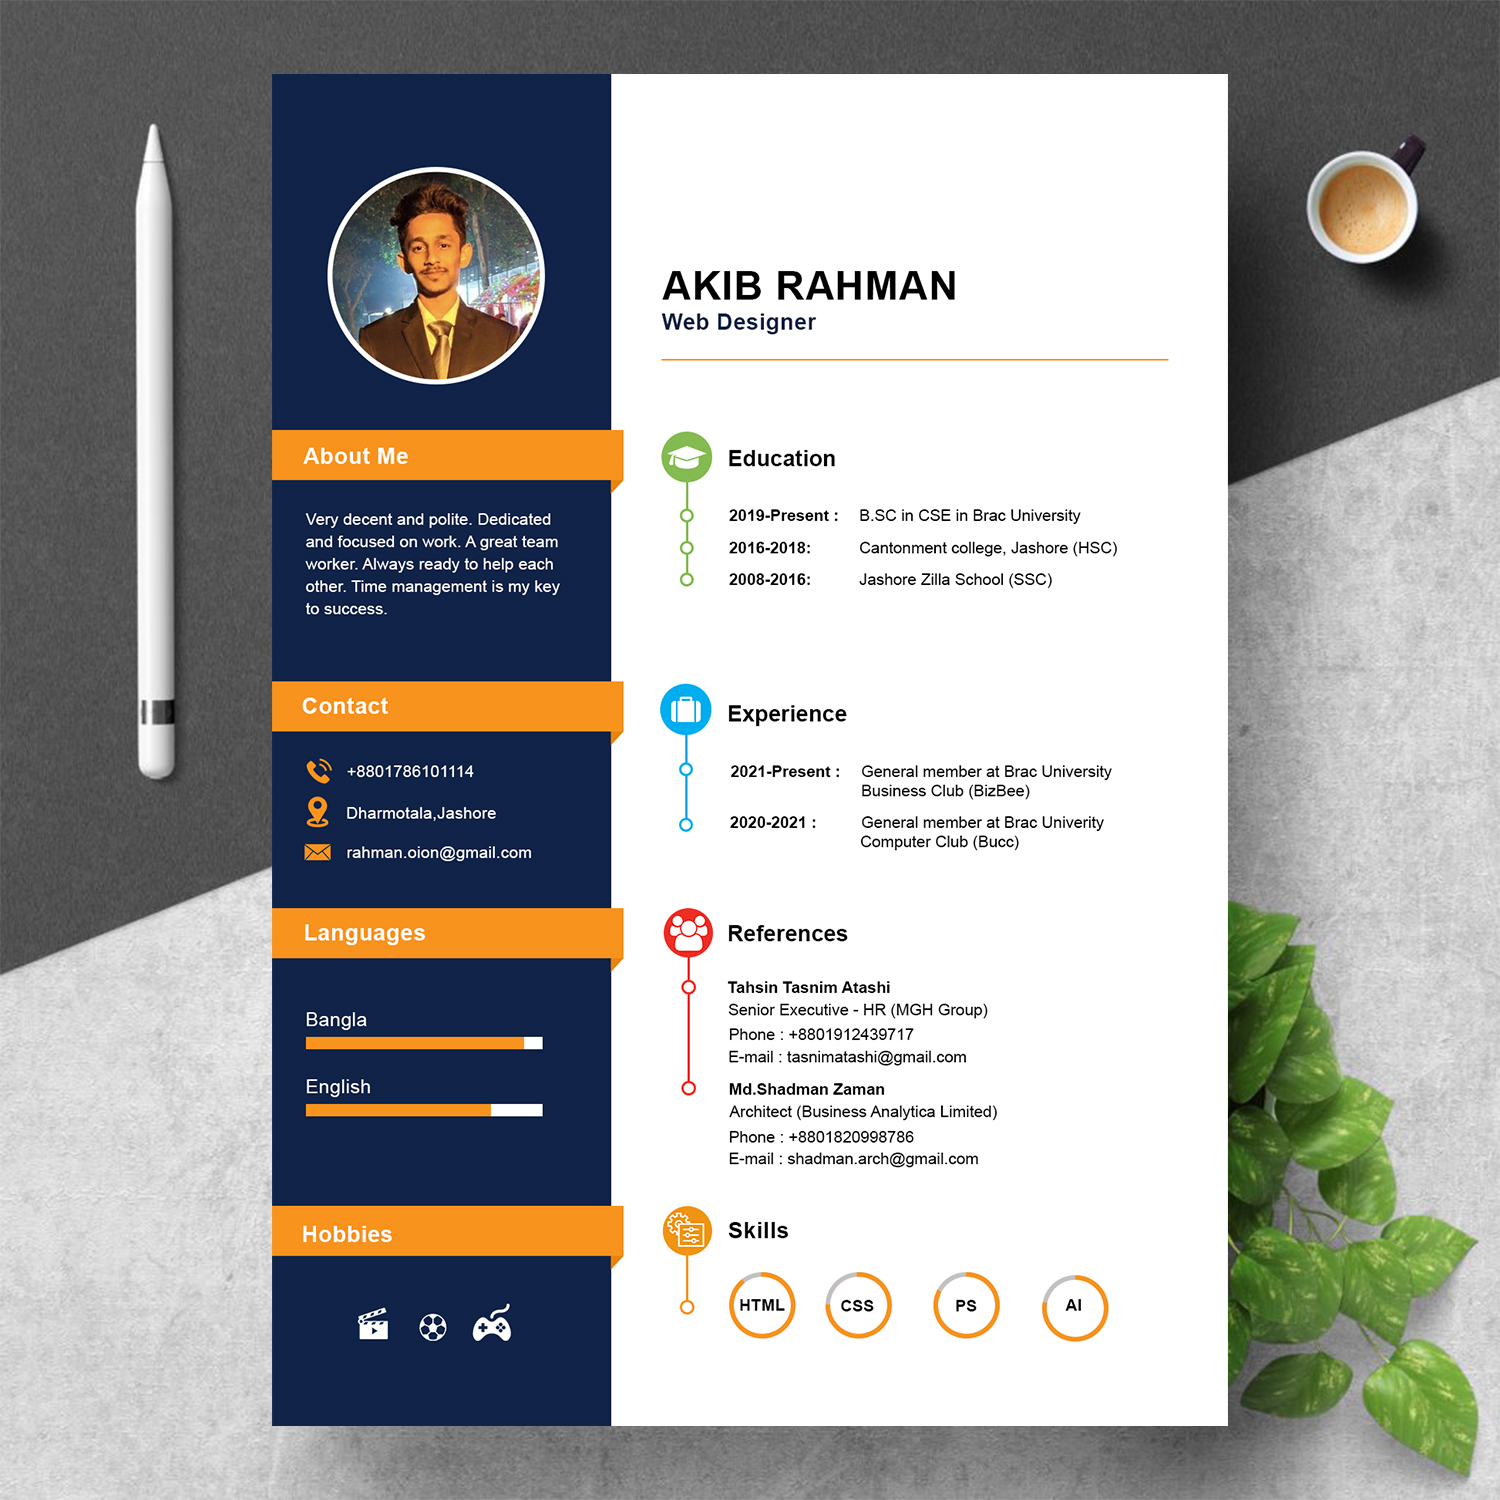 AKIB RAHMAN
Web Designer
About Me
Very decent and polite. Dedicated
and focused on work. A great team
worker. Always ready to help each
other. Time management is my key
to success.
Contact
+8801786101114
Dharmotala,Jashore
rahman.oion@gmail.com
Languages
Bangla
English
Hobbies
Education
2019-Present : B.SC in CSE in Brac University
2016-2018: Cantonment college, Jashore (HSC)
2008-2016: Jashore Zilla School (SSC)
Experience
2021-Present : General member at Brac University
Business Club (BizBee)
2020-2021 : General member at Brac Univerity
Computer Club (Bucc)
References
Tahsin Tasnim Atashi
Senior Executive - HR (MGH Group)
Phone : +8801912439717
E-mail : tasnimatashi@gmail.com
Md.Shadman Zaman
Architect (Business Analytica Limited)
Phone : +8801820998786
E-mail : shadman.arch@gmail.com
Skills
HTML CSS PS AI